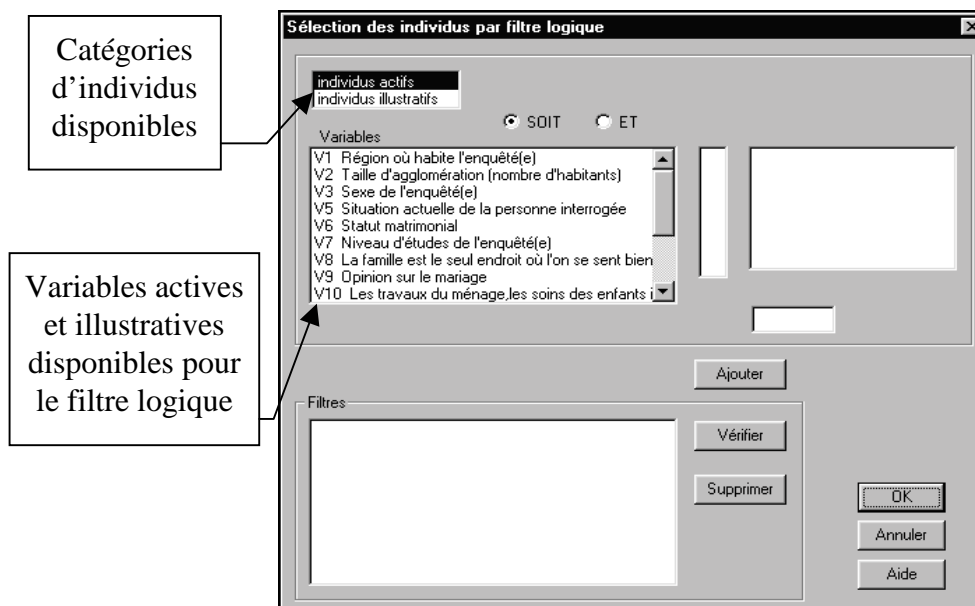 Catégories
d'individus
disponibles
Variables actives
et illustratives
disponibles pour
le filtre logique
Sélection des individus par filtre logique
individus actifs
individus illustratifs
SOIT ET
Variables
V1 Région où habite l'enquêté(e)
V2 Taille d'agglomération (nombre d'habitants)
V3 Sexe de l'enquêté(e)
V5 Situation actuelle de la personne interrogée
V6 Statut matrimonial
V7 Niveau d'études de l'enquêté(e)
V8 La famille est le seul endroit où l'on se sent bien
V9 Opinion sur le mariage
V10 Les travaux du ménage,les soins des enfants i
Ajouter
Filtres
Vérifier
Supprimer
OK
Annuler
Aide